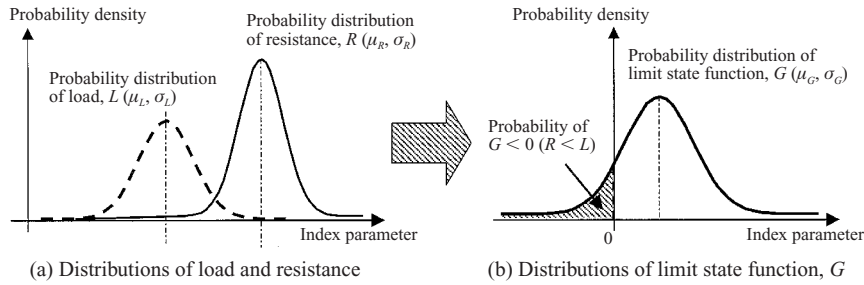 Probability density
Probability distribution
of resistance, R (μR, σR)
Probability distribution
of load, L (μL, σL)
Index parameter
(a) Distributions of load and resistance
Probability density
Probability distribution of
limit state function, G (μG, σG)
Probability of
G < 0 (R < L)
0
Index parameter
(b) Distributions of limit state function, G